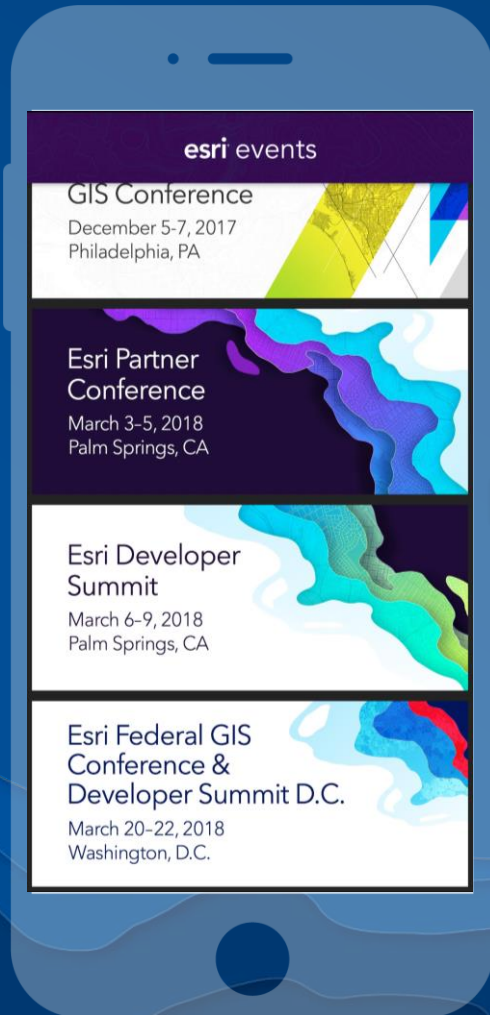 esri events
GIS Conference
December 5-7, 2017
Philadelphia, PA
Esri Partner
Conference
March 3–5, 2018
Palm Springs, CA
Esri Developer
Summit
March 6–9, 2018
Palm Springs, CA
Esri Federal GIS
Conference &
Developer Summit D.C.
March 20–22, 2018
Washington, D.C.